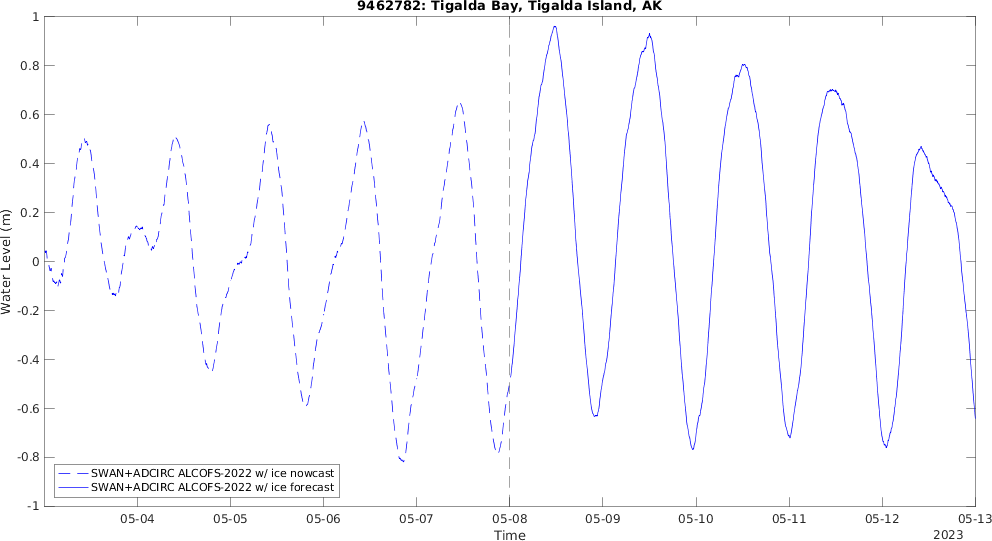 9462782: Tigalda Bay, Tigalda Island, AK
1
0.8
0.6
0.4
0.2
0
-0.2
-0.4
-0.6
-0.8
-1
Water Level (m)
SWAN+ADCIRC ALCOFS-2022 w/ ice nowcast
SWAN+ADCIRC ALCOFS-2022 w/ ice forecast
05-04 05-05 05-06 05-07 05-08 05-09 05-10 05-11 05-12 05-13
Time
2023